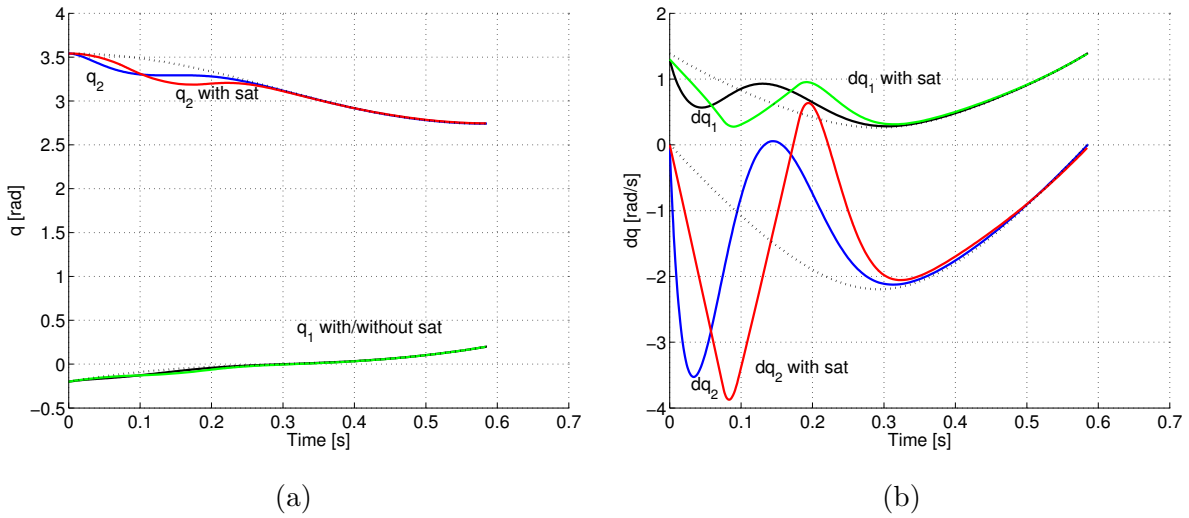 4
3.5
3
2.5
2
1.5
1
0.5
0
−0.5
0
0.1
0.2
0.3
0.4
0.5
0.6
0.7
q [rad]
Time [s]
q2
q2 with sat
q1 with/without sat
(a)
2
1
0
−1
−2
−3
−4
0
0.1
0.2
0.3
0.4
0.5
0.6
0.7
dq [rad/s]
Time [s]
dq1 with sat
dq1
dq2 with sat
dq2
(b)